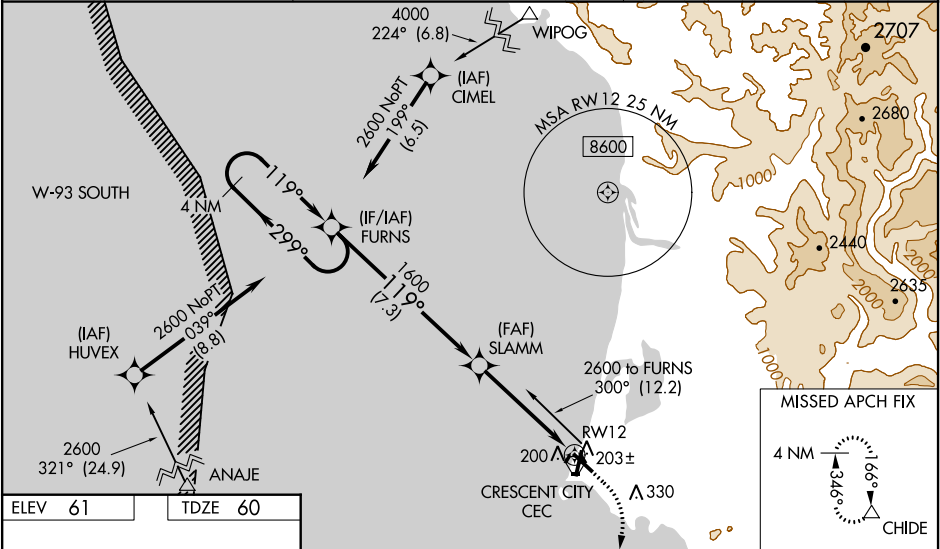 4000
224° (6.8)
WIPOG
2707
(IAF)
CIMEL
2600 NoPT
199°
(6.5)
MSA RW12 25 NM
8600
2680
1000
W-93 SOUTH
4 NM
119°
299°
(IF/IAF)
FURNS
2440
2000
2635
2000
1600
119°
(7.3)
2600 NoPT
039°
(8.8)
(IAF)
HUVEX
(FAF)
SLAMM
1000
2600 to FURNS
300° (12.2)
MISSED APCH FIX
4 NM
346°
166°
CHIDE
2600
321° (24.9)
ANAJE
RW12
200
203±
330
CRESCENT CITY
CEC
ELEV 61
TDZE 60